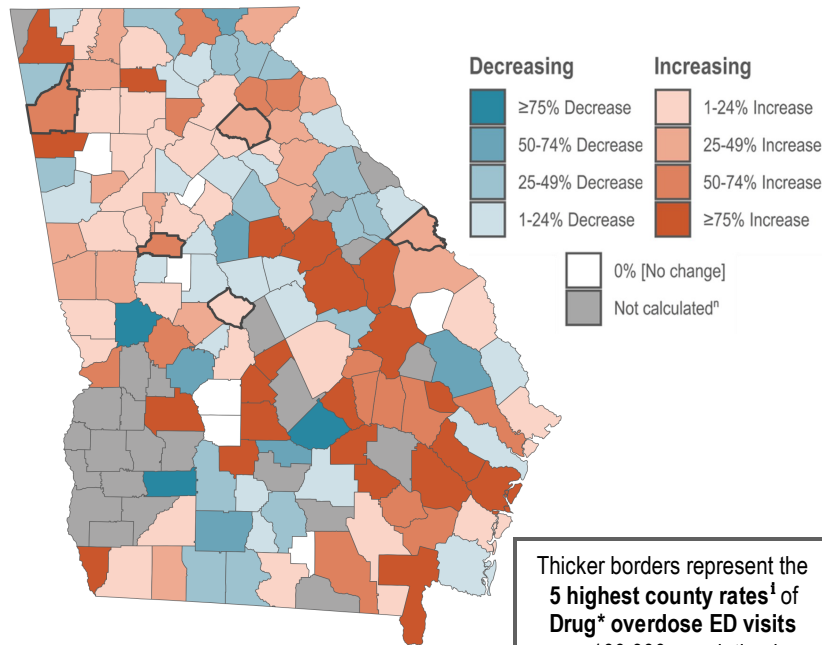 Decreasing
Increasing
≥75% Decrease
1-24% Increase
50-74% Decrease
25-49% Increase
25-49% Decrease
50-74% Increase
1-24% Decrease
≥75% Increase
0% [No change]
Not calculatedⁿ
Thicker borders represent the
5 highest county rates¹ of
Drug* overdose ED visits